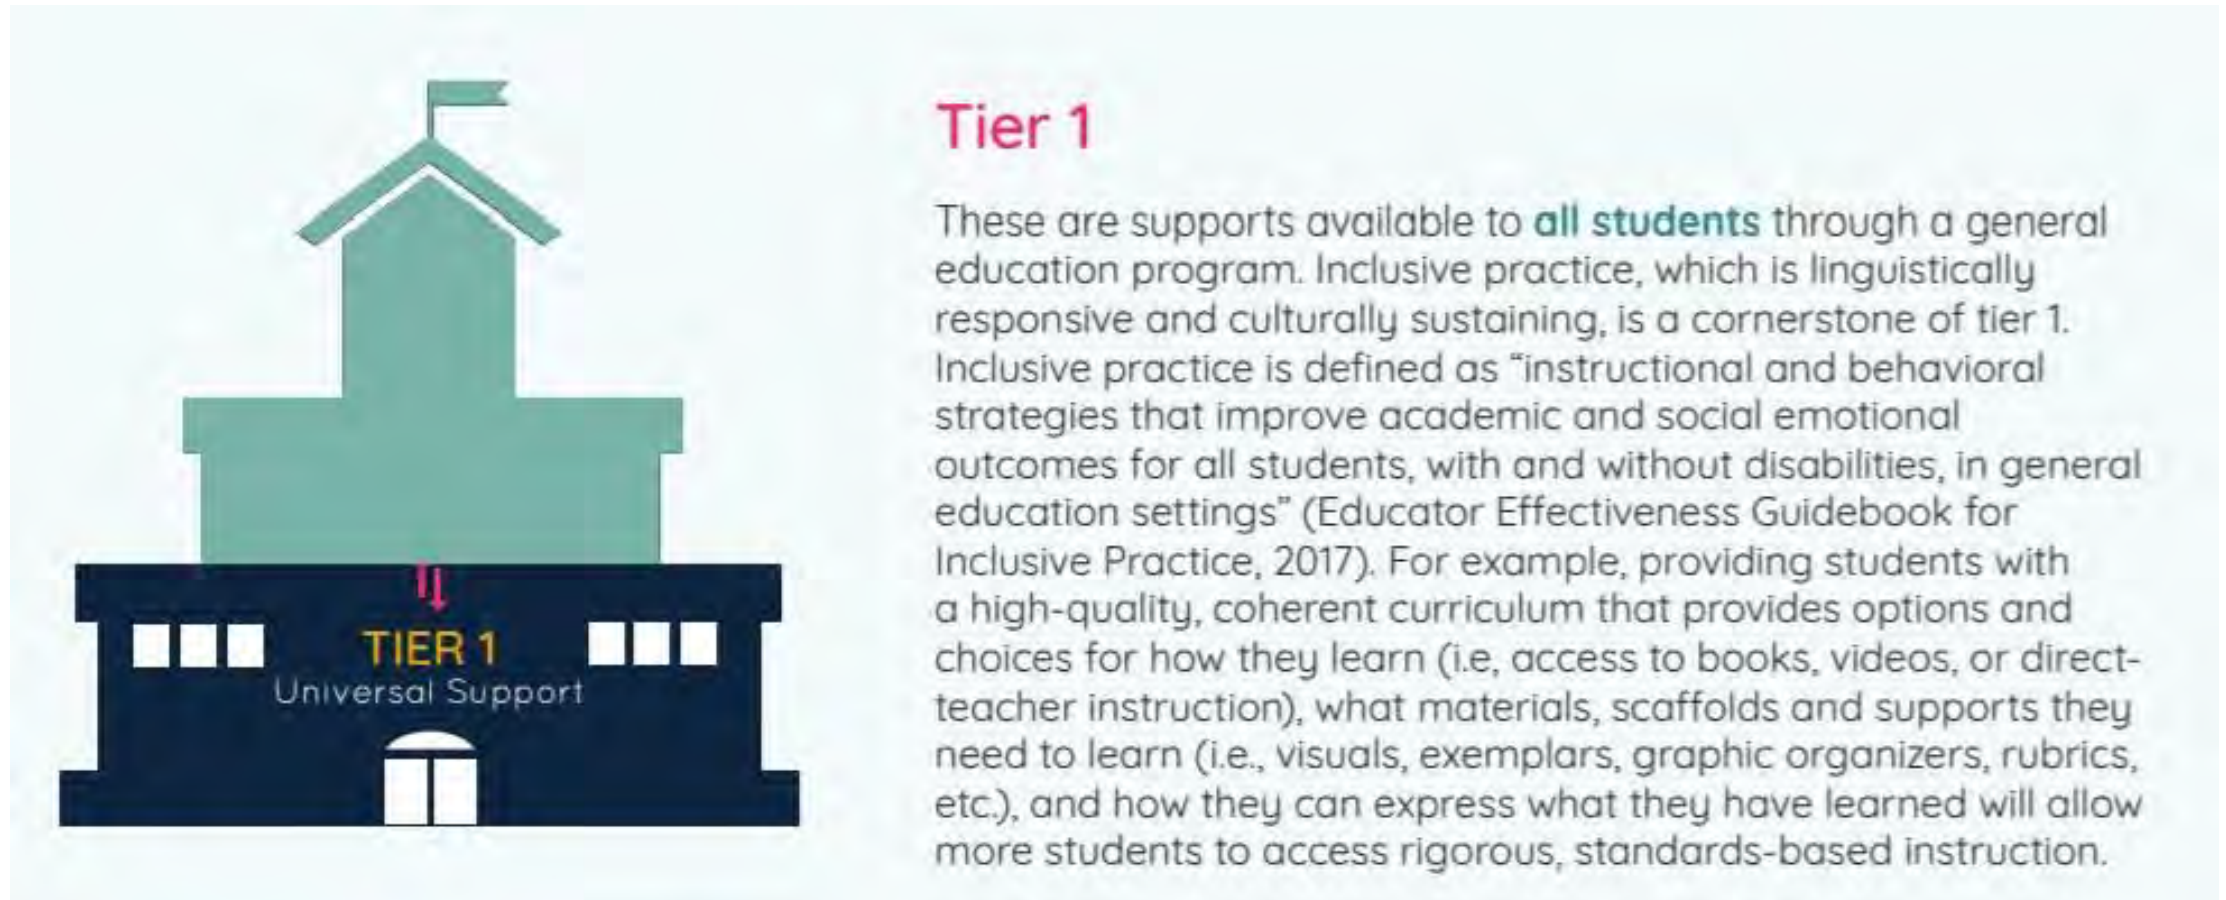 TIER 1
Universal Support
Tier 1
These are supports available to all students through a general
education program. Inclusive practice, which is linguistically
responsive and culturally sustaining, is a cornerstone of tier 1.
Inclusive practice is defined as “instructional and behavioral
strategies that improve academic and social emotional
outcomes for all students, with and without disabilities, in general
education settings” (Educator Effectiveness Guidebook for
Inclusive Practice, 2017). For example, providing students with
a high-quality, coherent curriculum that provides options and
choices for how they learn (i.e, access to books, videos, or direct-
teacher instruction), what materials, scaffolds and supports they
need to learn (i.e., visuals, exemplars, graphic organizers, rubrics,
etc.), and how they can express what they have learned will allow
more students to access rigorous, standards-based instruction.